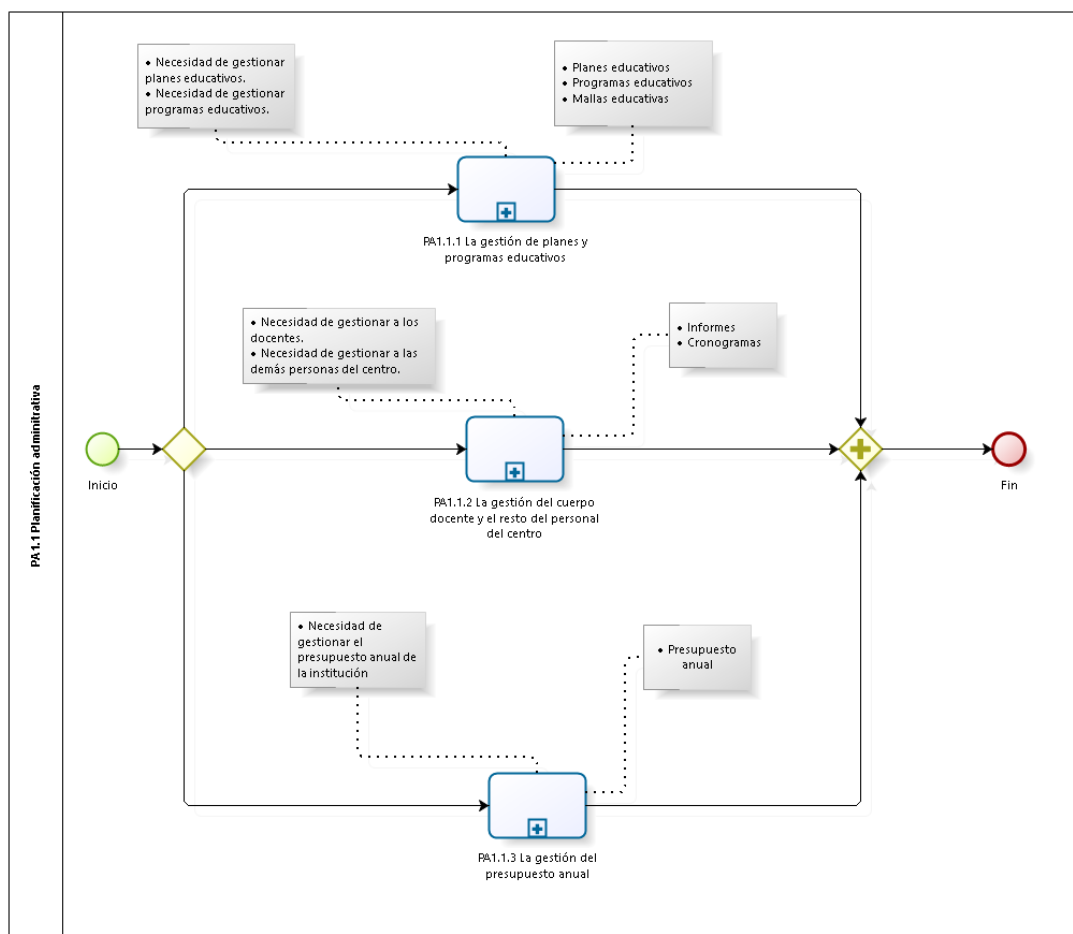 PA1.1 Planificación adminitrativa
• Necesidad de gestionar
planes educativos.
• Necesidad de gestionar
programas educativos.
• Planes educativos
• Programas educativos
• Mallas educativas
PA1.1.1 La gestión de planes y
programas educativos
• Necesidad de gestionar a los
docentes.
• Necesidad de gestionar a las
demás personas del centro.
• Informes
• Cronogramas
Inicio
PA1.1.2 La gestión del cuerpo
docente y el resto del personal
del centro
Fin
• Necesidad de
gestionar el
presupuesto anual de
la institución
• Presupuesto
anual
PA1.1.3 La gestión del
presupuesto anual